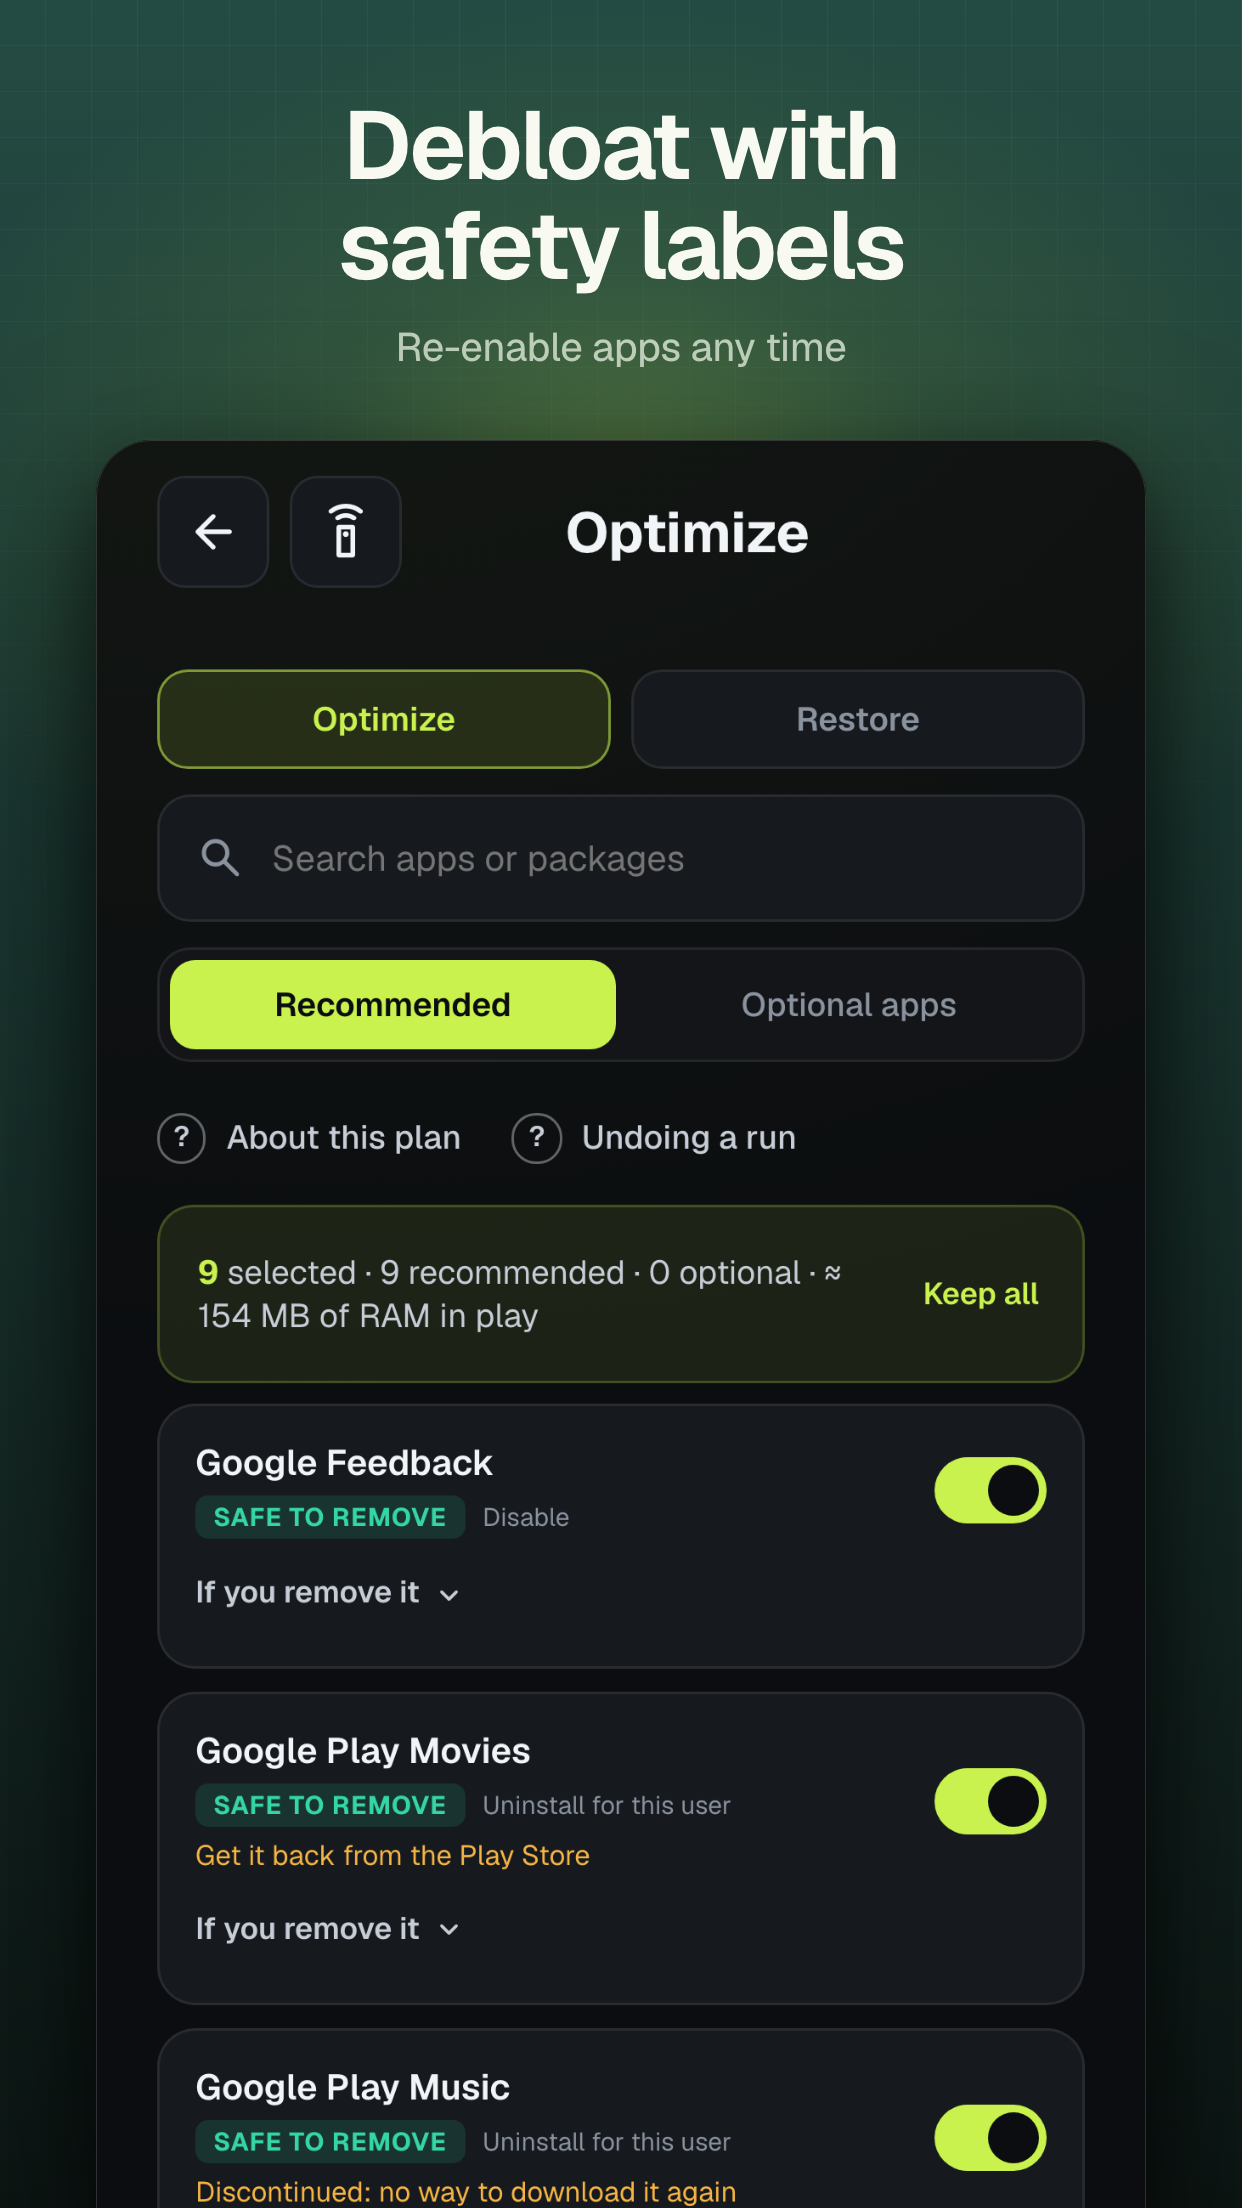 Debloat with
safety labels
Re-enable apps any time
Optimize
Optimize
Restore
Search apps or packages
Recommended
Optional apps
? About this plan
? Undoing a run
9 selected · 9 recommended · 0 optional · ≈
154 MB of RAM in play
Keep all
Google Feedback
SAFE TO REMOVE Disable
If you remove it
Google Play Movies
SAFE TO REMOVE Uninstall for this user
Get it back from the Play Store
If you remove it
Google Play Music
SAFE TO REMOVE Uninstall for this user
Discontinued: no way to download it again